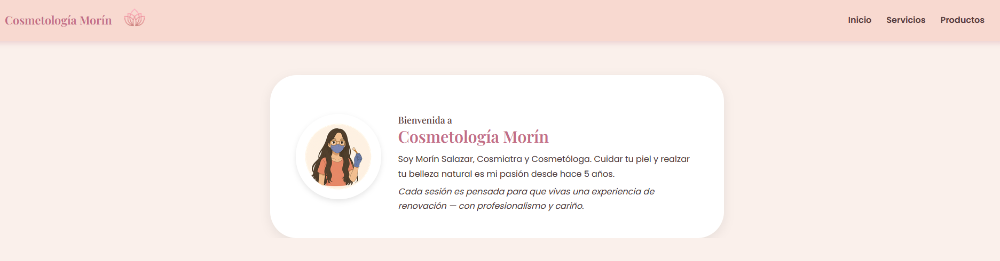 Cosmetología Morín
Inicio Servicios Productos
Bienvenida a
Cosmetología Morín
Soy Morín Salazar, Cosmiatra y Cosmetóloga. Cuidar tu piel y realzar
tu belleza natural es mi pasión desde hace 5 años.
Cada sesión es pensada para que vivas una experiencia de
renovación — con profesionalismo y cariño.